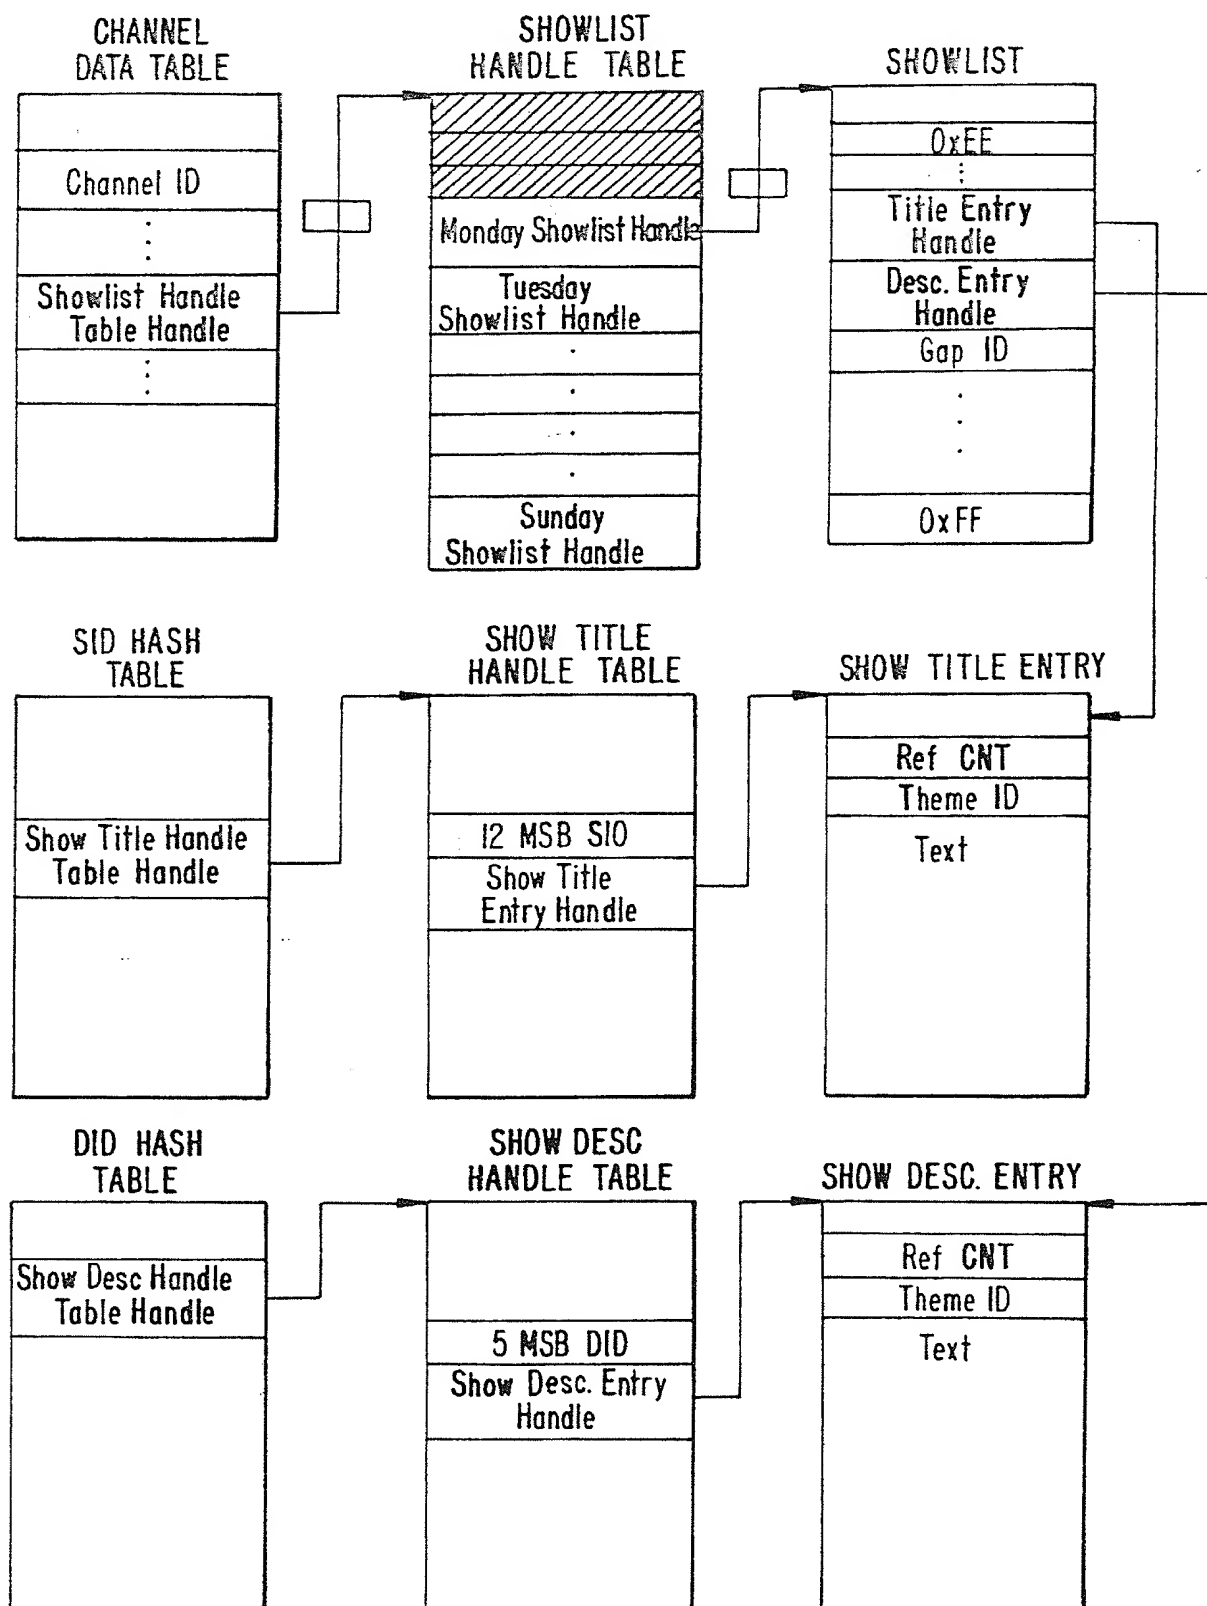 CHANNEL
DATA TABLE
Channel ID
Showlist Handle
Table Handle
SHOWLIST
HANDLE TABLE
Monday Showlist Handle
Tuesday
Showlist Handle
Sunday
Showlist Handle
SHOWLIST
0xEE
Title Entry
Handle
Desc. Entry
Handle
Gap ID
0xFF
SID HASH
TABLE
Show Title Handle
Table Handle
SHOW TITLE
HANDLE TABLE
12 MSB SIO
Show Title
Entry Handle
SHOW TITLE ENTRY
Ref CNT
Theme ID
Text
DID HASH
TABLE
Show Desc Handle
Table Handle
SHOW DESC
HANDLE TABLE
5 MSB DID
Show Desc. Entry
Handle
SHOW DESC. ENTRY
Ref CNT
Theme ID
Text